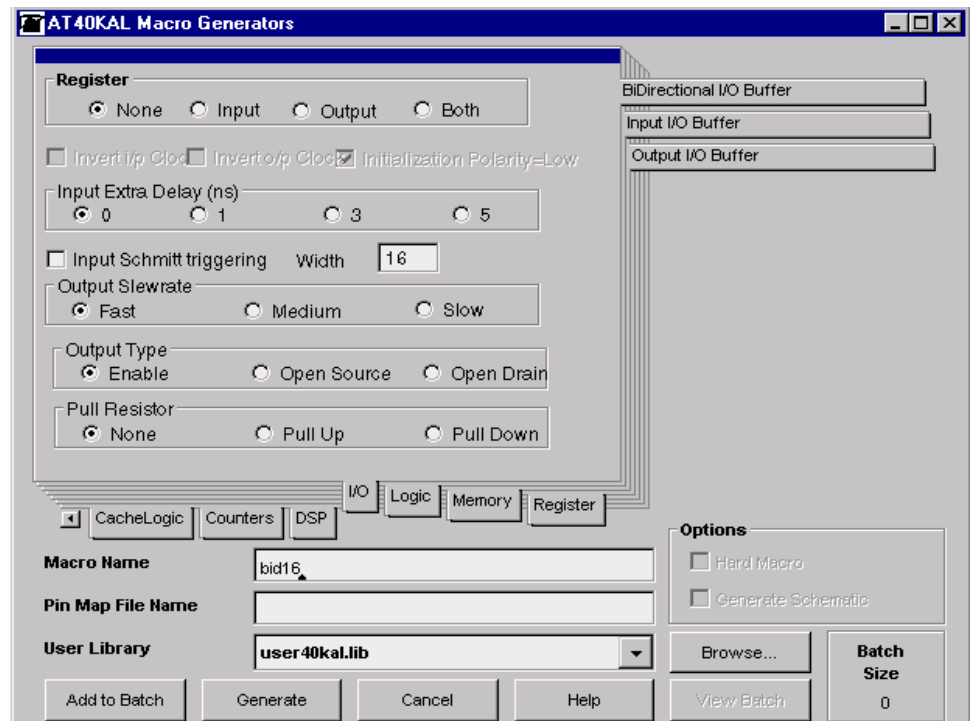 AT40KAL Macro Generators
Register
None Input Output Both
Invert i/p Cloc Invert o/p Cloc Initialization Polarity=Low
Input Extra Delay (ns)
0 1 3 5
Input Schmitt triggering Width 16
Output Slewrate
Fast Medium Slow
Output Type
Enable Open Source Open Drain
Pull Resistor
None Pull Up Pull Down
BiDirectional I/O Buffer
Input I/O Buffer
Output I/O Buffer
CacheLogic Counters DSP I/O Logic Memory Register
Macro Name bid16
Pin Map File Name
User Library user40kal.lib
Options
Hard Macro
Generate Schematic
Browse... Batch
Size
Add to Batch Generate Cancel Help View Batch 0